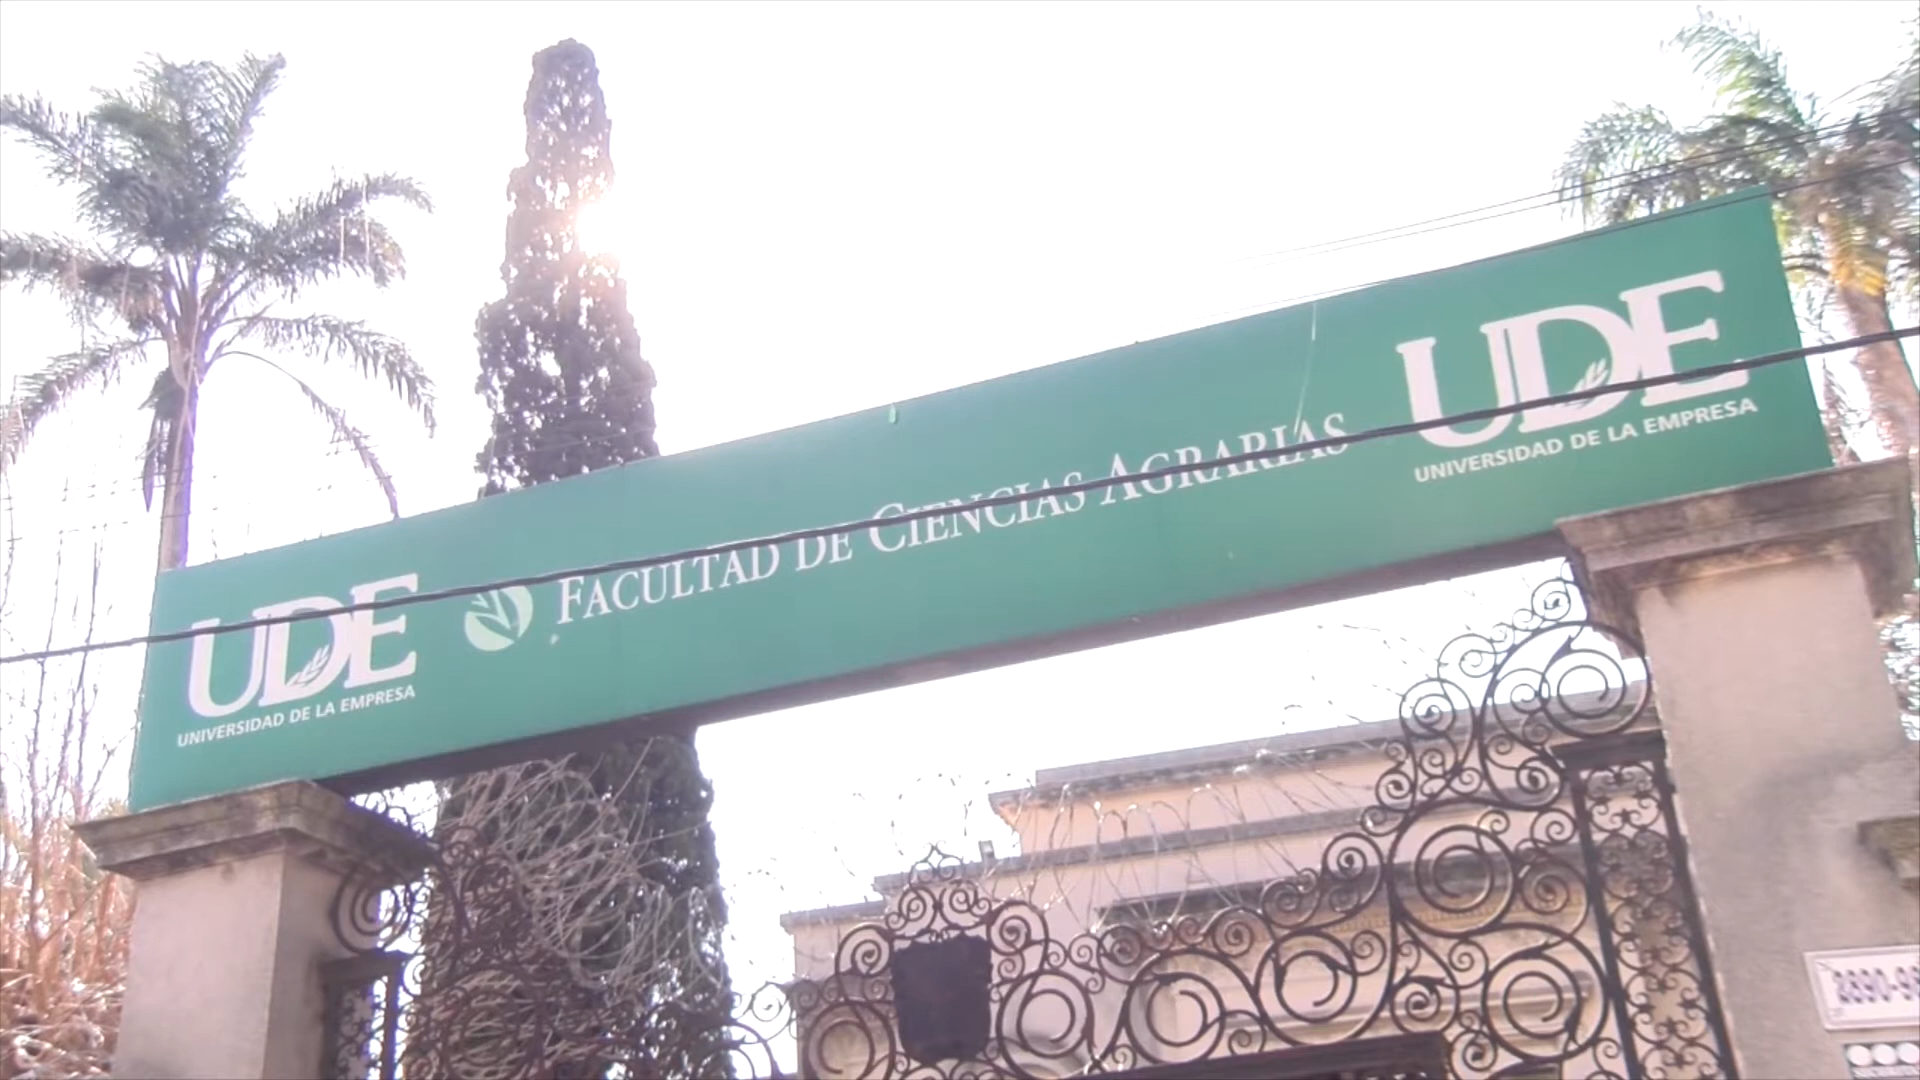 UDE
UNIVERSIDAD DE LA EMPRESA
FACULTAD DE CIENCIAS AGRARIAS
UDE
UNIVERSIDAD DE LA EMPRESA